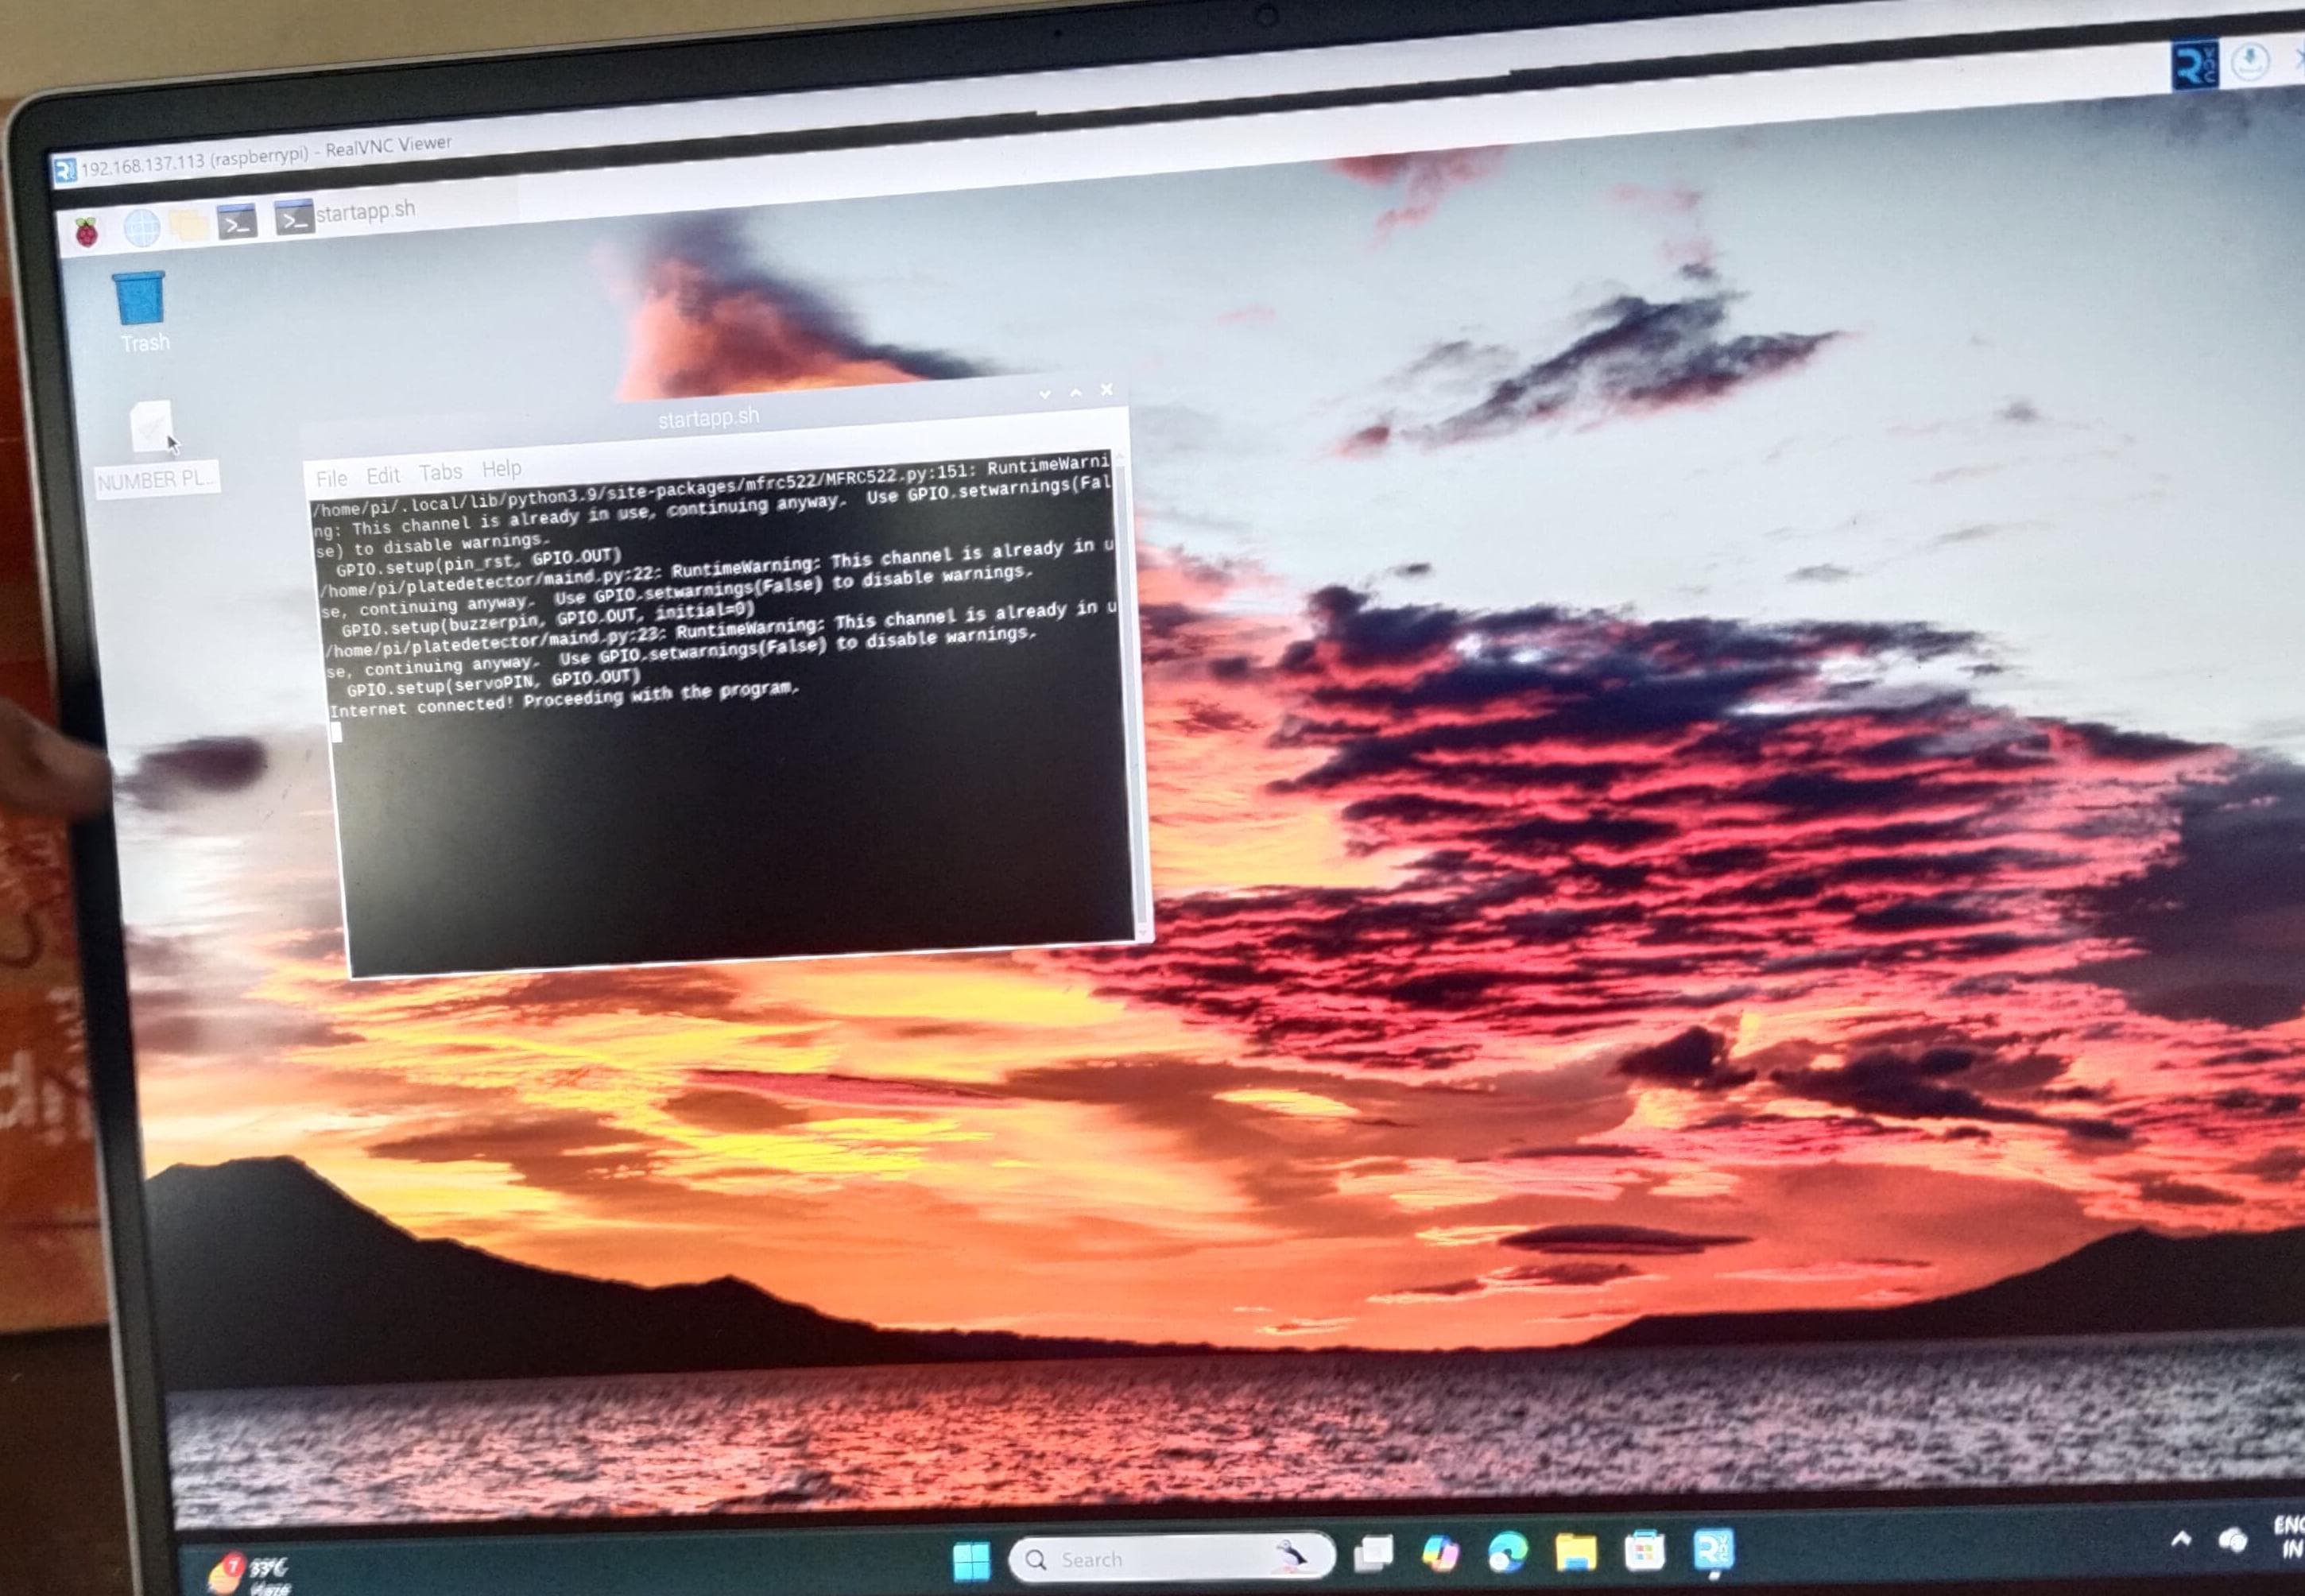 192.168.137.113 (raspberrypi) - RealVNC Viewer
startapp.sh
Trash
NUMBER PL...
startapp.sh
File Edit Tabs Help
/home/pi/.local/lib/python3.9/site-packages/mfrc522/MFRC522.py:151: RuntimeWarni
ng: This channel is already in use, continuing anyway.  Use GPIO.setwarnings(Fal
se) to disable warnings.
  GPIO.setup(pin_rst, GPIO.OUT)
/home/pi/platedetector/maind.py:22: RuntimeWarning: This channel is already in u
se, continuing anyway.  Use GPIO.setwarnings(False) to disable warnings.
  GPIO.setup(buzzerpin, GPIO.OUT, initial=0)
/home/pi/platedetector/maind.py:23: RuntimeWarning: This channel is already in u
se, continuing anyway.  Use GPIO.setwarnings(False) to disable warnings.
  GPIO.setup(servoPIN, GPIO.OUT)
Internet connected! Proceeding with the program.
7
33°C
Haze
Search
ENG
IN